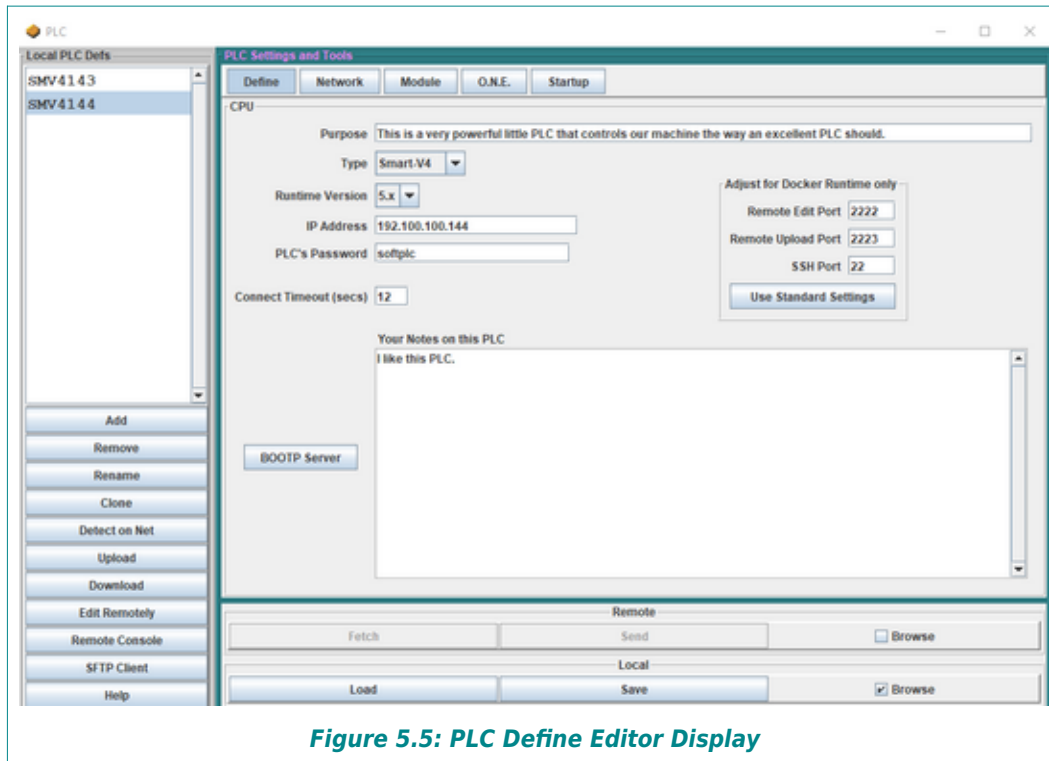 PLC
Local PLC Defs
SMV4143
SMV4144
Add
Remove
Rename
Clone
Detect on Net
Upload
Download
Edit Remotely
Remote Console
SFTP Client
Help
PLC Settings and Tools
Define Network Module O.N.E. Startup
CPU
Purpose This is a very powerful little PLC that controls our machine the way an excellent PLC should.
Type Smart-V4
Runtime Version 5.x
IP Address 192.100.100.144
PLC's Password softplc
Connect Timeout (secs) 12
Adjust for Docker Runtime only
Remote Edit Port 2222
Remote Upload Port 2223
SSH Port 22
Use Standard Settings
Your Notes on this PLC
I like this PLC.
BOOTP Server
Remote
Fetch Send Browse
Local
Load Save Browse
Figure 5.5: PLC Define Editor Display